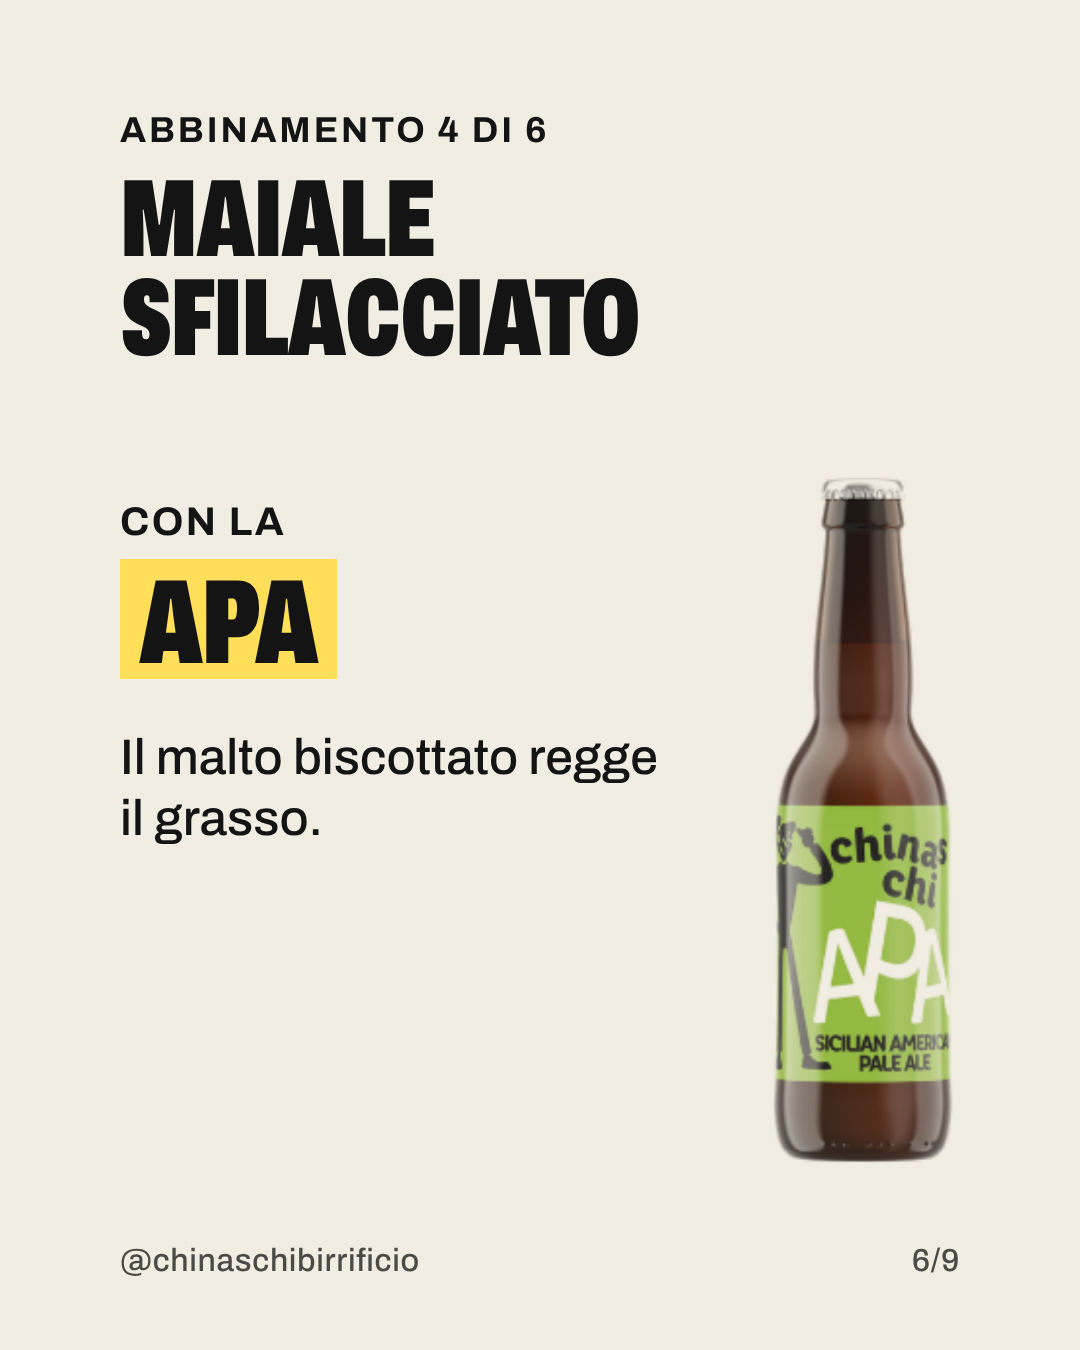 ABBINAMENTO 4 DI 6
MAIALE
SFILACCIATO
CON LA
APA
Il malto biscottato regge
il grasso.
chinas
chi
APA
SICILIAN AMERICA
PALE ALE
@chinaschibirrificio
6/9